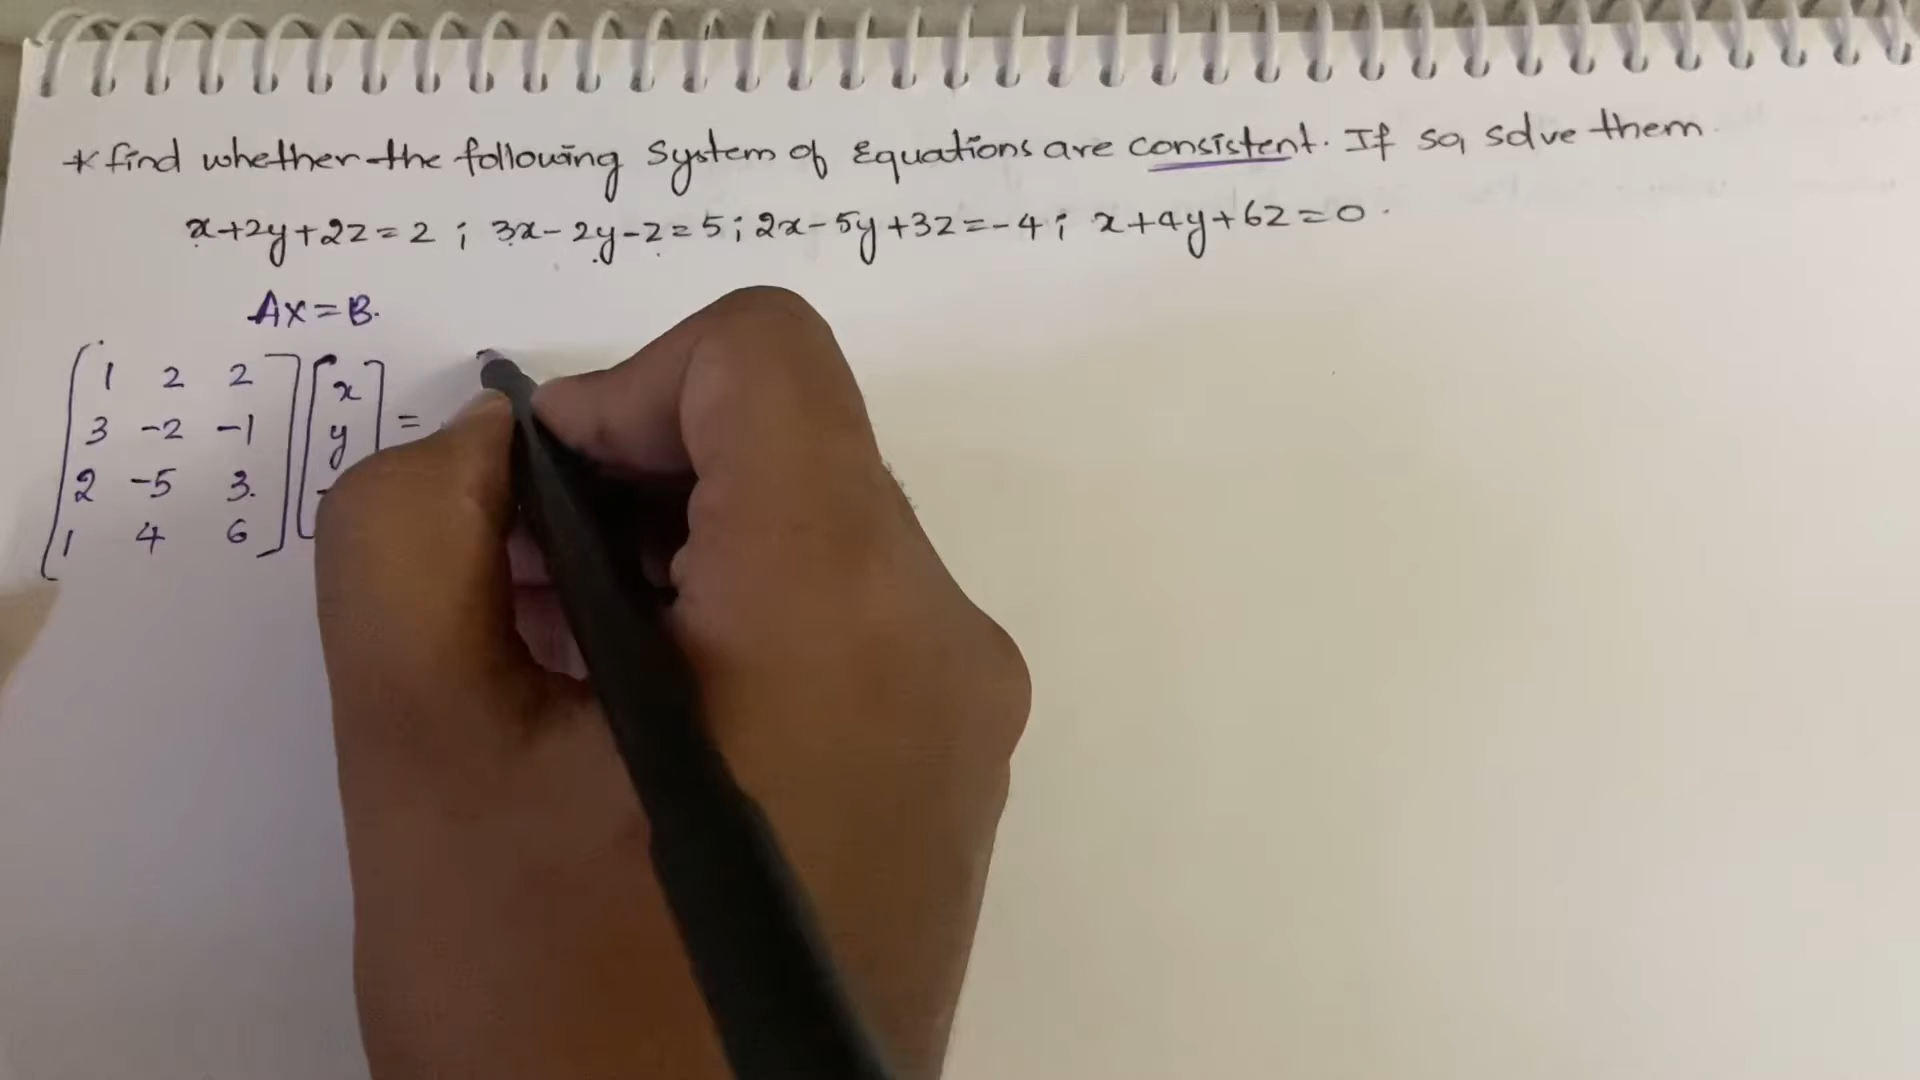 * find whether the following system of Equations are consistent. If so, solve them
x+2y+2z=2 ; 3x-2y-z=5 ; 2x-5y+3z=-4 ; x+4y+6z=0.
AX=B.
1 2 2 x
3 -2 -1 y =
2 -5 3.
1 4 6